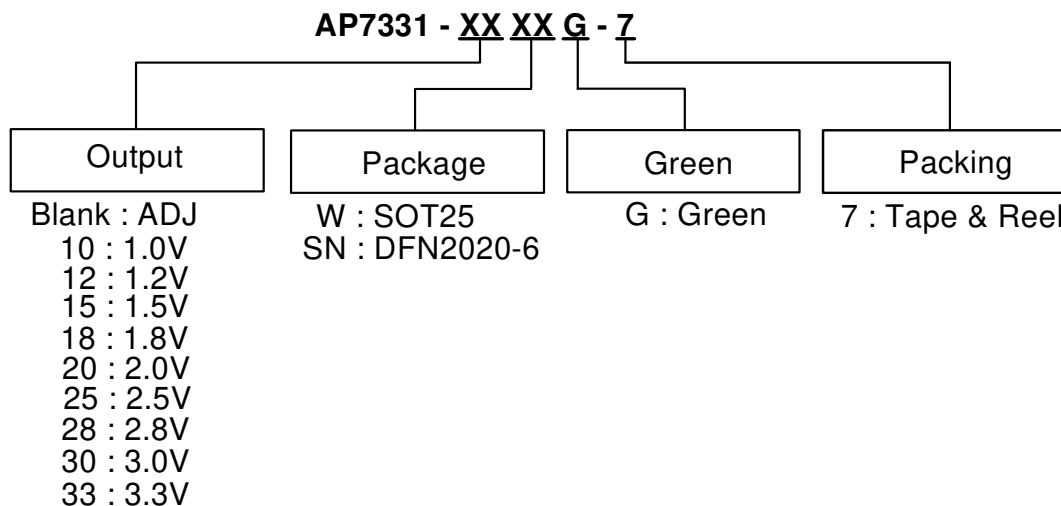 AP7331 - XX XX G - 7
Output
Blank : ADJ
10 : 1.0V
12 : 1.2V
15 : 1.5V
18 : 1.8V
20 : 2.0V
25 : 2.5V
28 : 2.8V
30 : 3.0V
33 : 3.3V
Package
W : SOT25
SN : DFN2020-6
Green
G : Green
Packing
7 : Tape & Reel